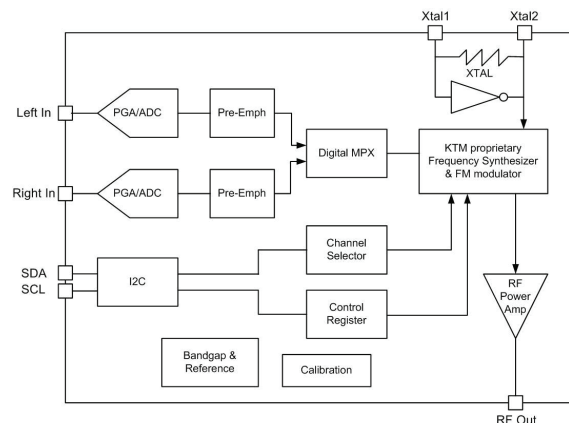 Xtal1
Xtal2
XTAL
Left In
PGA/ADC
Pre-Emph
Digital MPX
KTM proprietary
Frequency Synthesizer
& FM modulator
Right In
PGA/ADC
Pre-Emph
Channel
Selector
SDA
SCL
I2C
Control
Register
RF
Power
Amp
Bandgap &
Reference
Calibration
RF Out